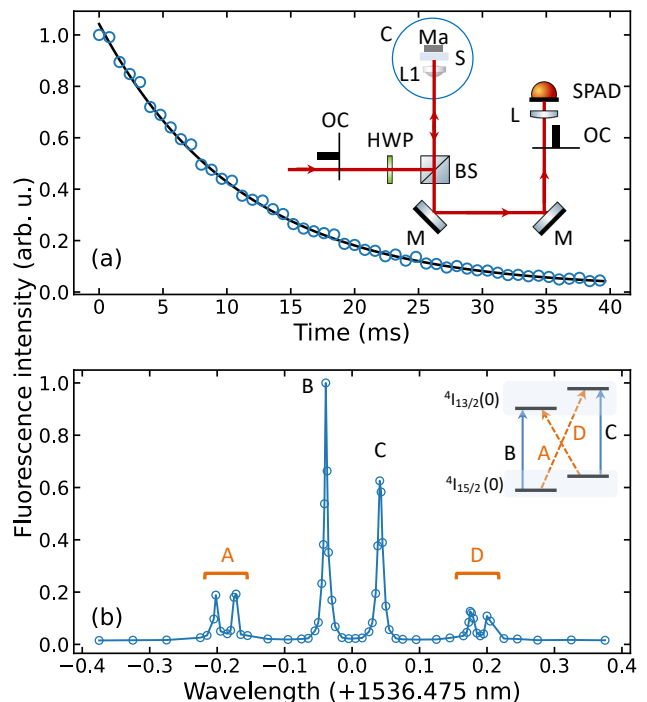 Fluorescence intensity (arb. u.)
1.0
0.8
0.6
0.4
0.2
0.0
C
Ma
S
L1
OC
HWP
BS
SPAD
L
OC
M
M
(a)
0 5 10 15 20 25 30 35 40
Time (ms)
1.0
0.8
0.6
0.4
0.2
0.0
B
C
A
D
⁴I₁₃/₂(0)
⁴I₁₅/₂(0)
B
A
D
C
(b)
−0.4 −0.3 −0.2 −0.1 0.0 0.1 0.2 0.3 0.4
Wavelength (+1536.475 nm)